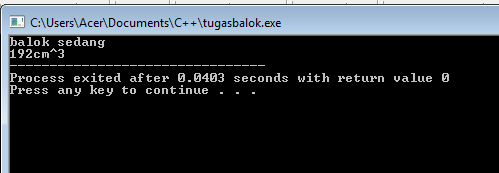 C:\Users\Acer\Documents\C++\tugasbalok.exe
balok sedang
192cm^3
--------------------------------
Process exited after 0.0403 seconds with return value 0
Press any key to continue . . .